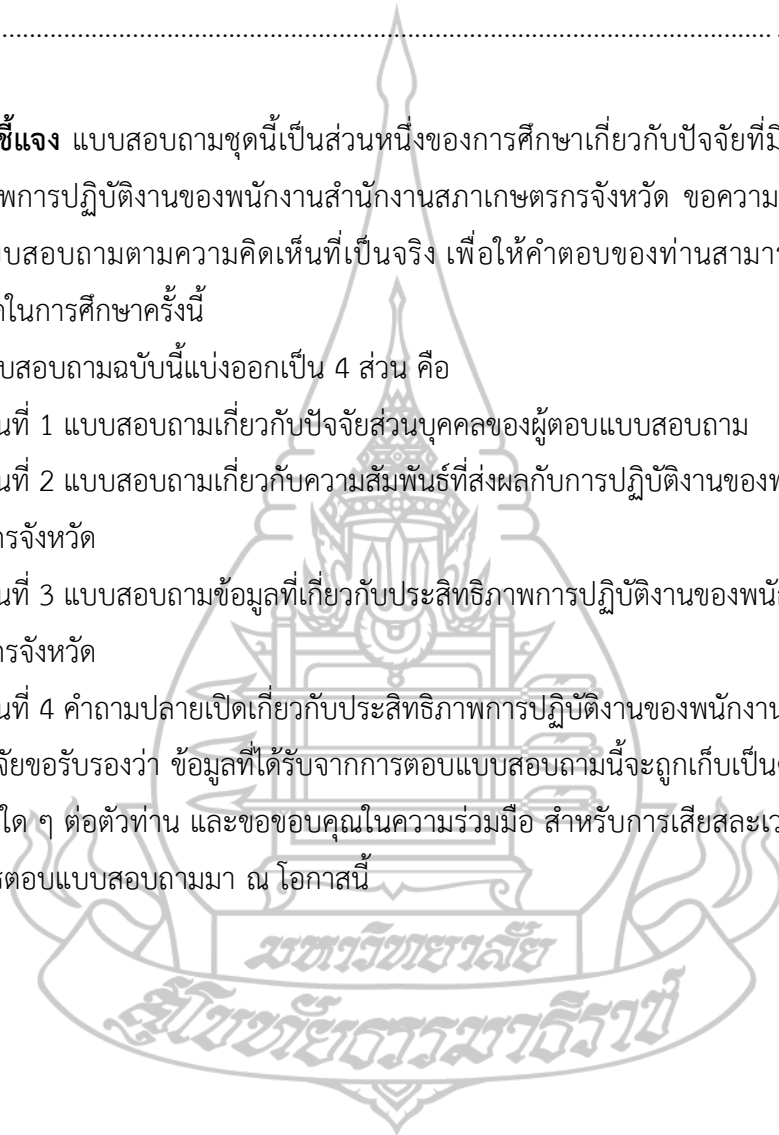 ชี้แจง แบบสอบถามชุดนี้เป็นส่วนหนึ่งของการศึกษาเกี่ยวกับปัจจัยที่มี
พการปฏิบัติงานของพนักงานสำนักงานสภาเกษตรกรจังหวัด ขอความ
บสอบถามตามความคิดเห็นที่เป็นจริง เพื่อให้คำตอบของท่านสามาร
ในการศึกษาครั้งนี้
บสอบถามฉบับนี้แบ่งออกเป็น 4 ส่วน คือ
นที่ 1 แบบสอบถามเกี่ยวกับปัจจัยส่วนบุคคลของผู้ตอบแบบสอบถาม
นที่ 2 แบบสอบถามเกี่ยวกับความสัมพันธ์ที่ส่งผลกับการปฏิบัติงานของพ
ารจังหวัด
นที่ 3 แบบสอบถามข้อมูลที่เกี่ยวกับประสิทธิภาพการปฏิบัติงานของพนัก
ารจังหวัด
นที่ 4 คำถามปลายเปิดเกี่ยวกับประสิทธิภาพการปฏิบัติงานของพนักงาน
จัยขอรับรองว่า ข้อมูลที่ได้รับจากการตอบแบบสอบถามนี้จะถูกเก็บเป็น
ใด ๆ ต่อตัวท่าน และขอขอบคุณในความร่วมมือ สำหรับการเสียสละเว
ตอบแบบสอบถามมา ณ โอกาสนี้
มหาวิทยาลัย
สุโขทัยธรรมาธิราช